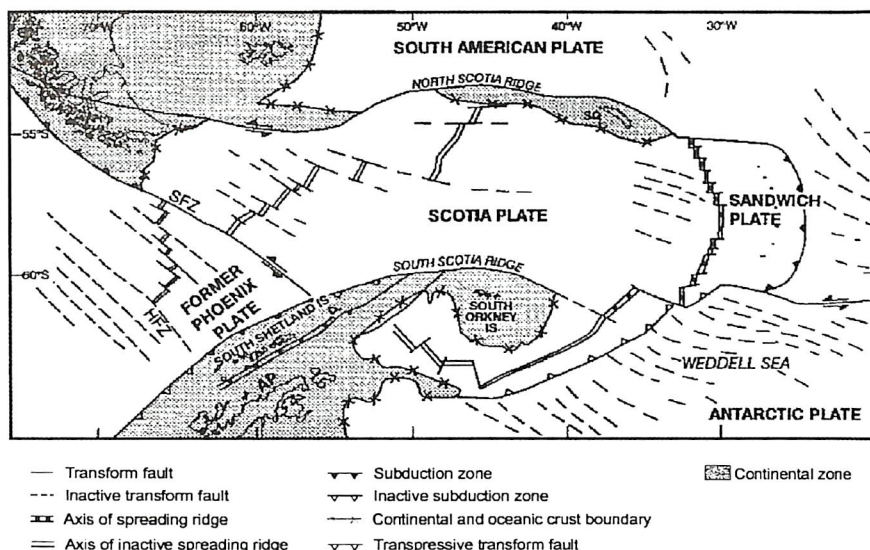 70°W
60°W
50°W
40°W
30°W
SOUTH AMERICAN PLATE
NORTH SCOTIA RIDGE
S.G.
55°S
SFZ
SCOTIA PLATE
SANDWICH
PLATE
60°S
SOUTH SCOTIA RIDGE
FORMER
PHOENIX
PLATE
HFZ
SOUTH SHETLAND IS
SOUTH
ORKNEY
IS
WEDDELL SEA
AP
ANTARCTIC PLATE
Transform fault
Inactive transform fault
Axis of spreading ridge
Axis of inactive spreading ridge
Subduction zone
Inactive subduction zone
Continental and oceanic crust boundary
Transpressive transform fault
Continental zone